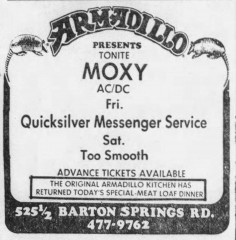 ARMADILLO
PRESENTS
TONITE
MOXY
AC/DC
Fri.
Quicksilver Messenger Service
Sat.
Too Smooth
ADVANCE TICKETS AVAILABLE
THE ORIGINAL ARMADILLO KITCHEN HAS
RETURNED TODAY'S SPECIAL-MEAT LOAF DINNER
525½ BARTON SPRINGS RD.
477-9762